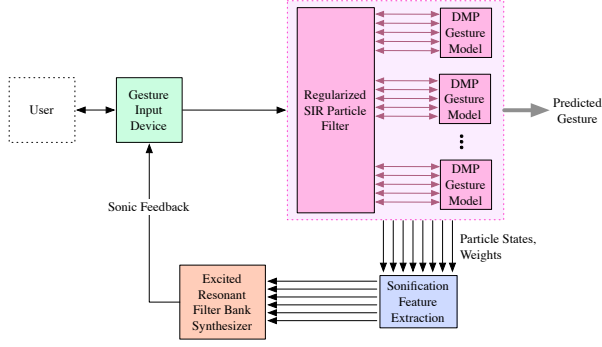 User
Gesture
Input
Device
Regularized
SIR Particle
Filter
DMP
Gesture
Model
DMP
Gesture
Model
DMP
Gesture
Model
Predicted
Gesture
Sonic Feedback
Particle States,
Weights
Excited
Resonant
Filter Bank
Synthesizer
Sonification
Feature
Extraction